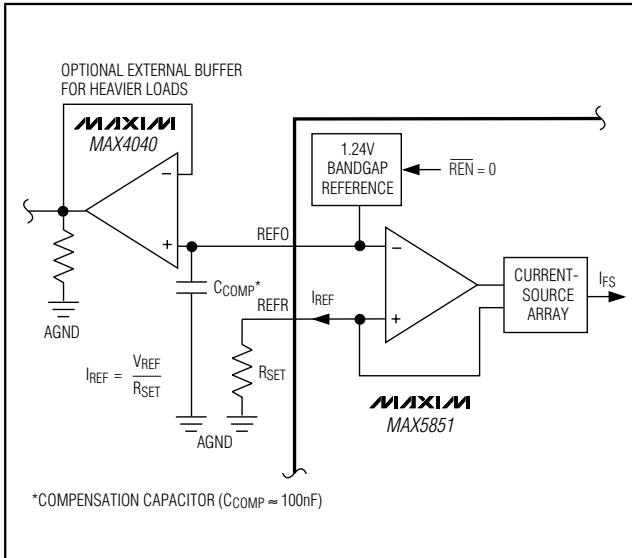 OPTIONAL EXTERNAL BUFFER
FOR HEAVIER LOADS
MAXIM
MAX4040
−
+
AGND
1.24V
BANDGAP
REFERENCE
REN = 0
REFO
CCOMP*
REFR
IREF
RSET
−
+
CURRENT-
SOURCE
ARRAY
IFS
IREF = VREF
RSET
AGND
MAXIM
MAX5851
*COMPENSATION CAPACITOR (CCOMP ≈ 100nF)